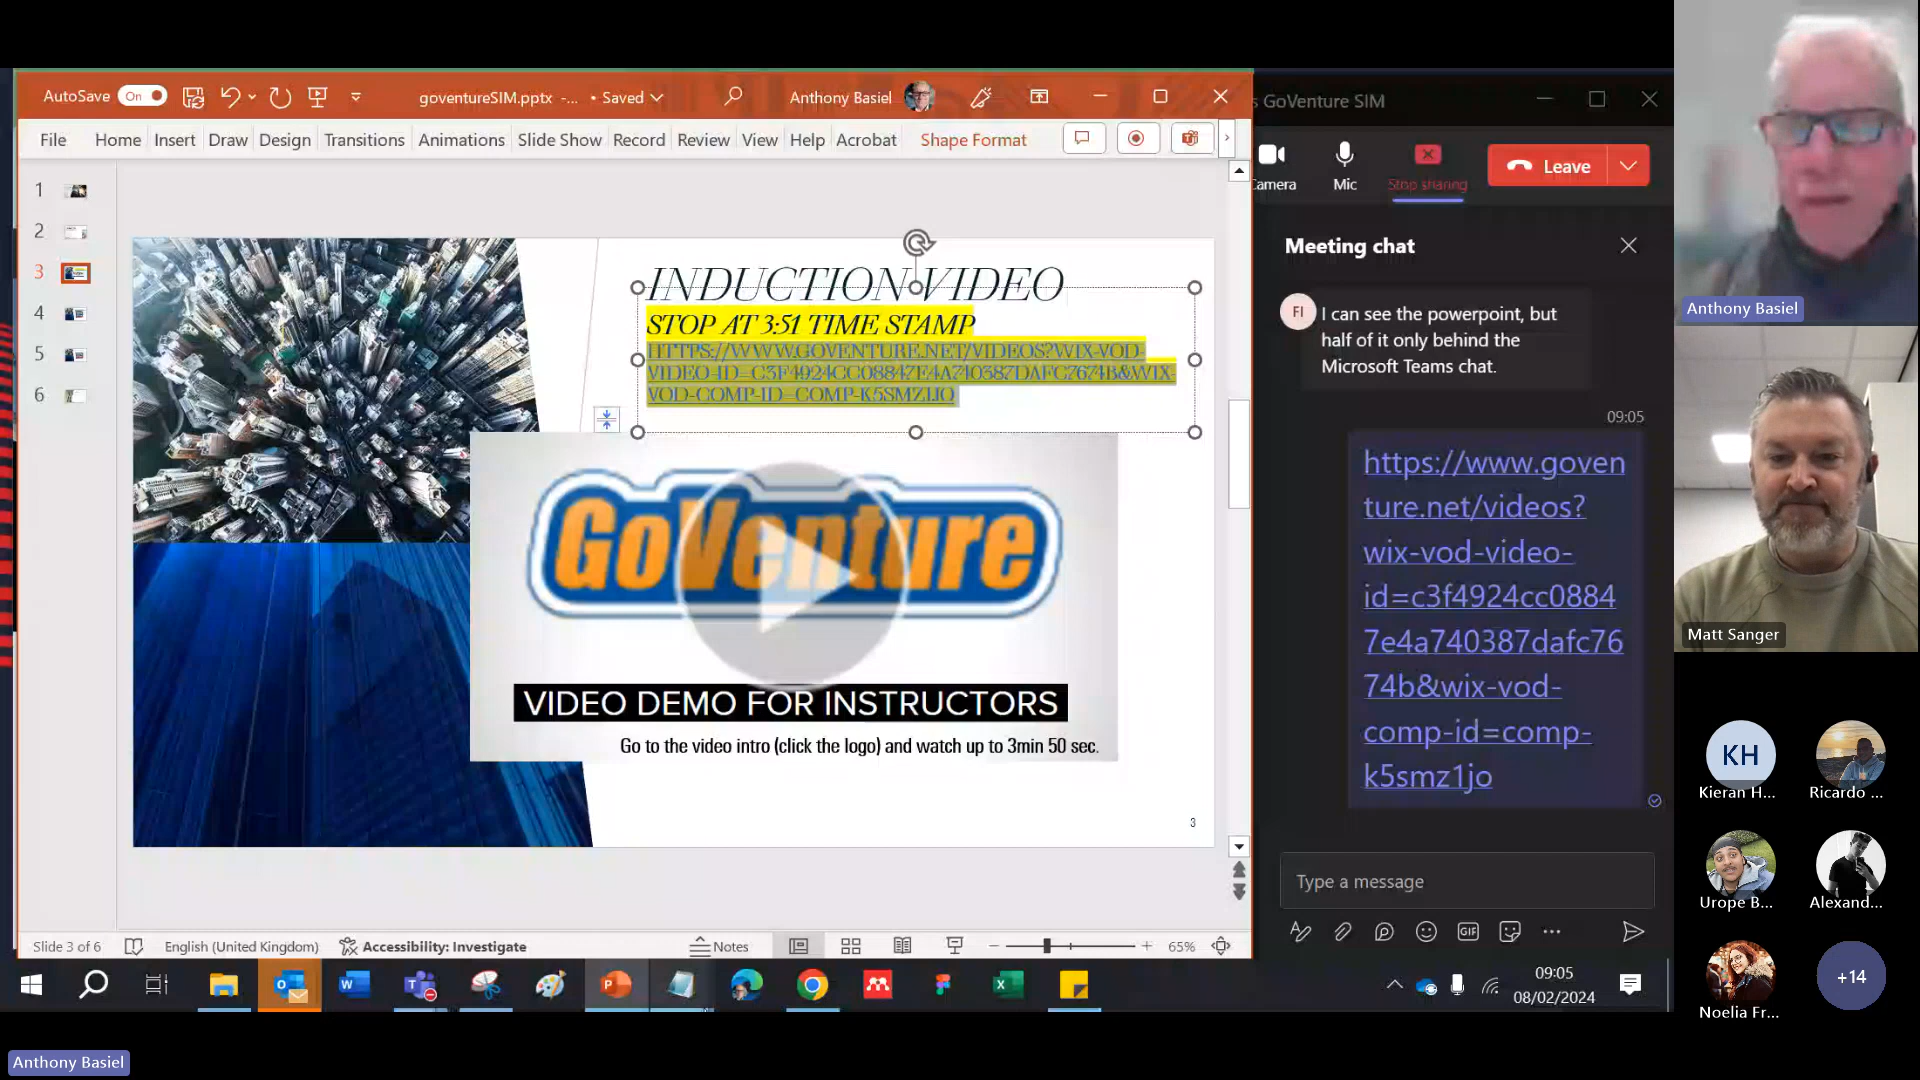 AutoSave On goventureSIM.pptx -... • Saved Anthony Basiel
File Home Insert Draw Design Transitions Animations Slide Show Record Review View Help Acrobat Shape Format
1
2
3
4
5
6
INDUCTION VIDEO
STOP AT 3:51 TIME STAMP
HTTPS://WWW.GOVENTURE.NET/VIDEOS?WIX-VOD-
VIDEO-ID=C3F4924CC08847E4A740387DAFC7674B&WIX-
VOD-COMP-ID=COMP-K5SMZ1JO
GoVenture
VIDEO DEMO FOR INSTRUCTORS
Go to the video intro (click the logo) and watch up to 3min 50 sec.
3
Slide 3 of 6 English (United Kingdom) Accessibility: Investigate Notes 65%
s GoVenture SIM
Camera Mic Stop sharing Leave
Meeting chat
FI
I can see the powerpoint, but
half of it only behind the
Microsoft Teams chat.
09:05
https://www.goven
ture.net/videos?
wix-vod-video-
id=c3f4924cc0884
7e4a740387dafc76
74b&wix-vod-
comp-id=comp-
k5smz1jo
Type a message
GIF
09:05
08/02/2024
Anthony Basiel
Matt Sanger
KH
Kieran H... Ricardo ...
Urope B... Alexand...
+14
Noelia Fr...
Anthony Basiel